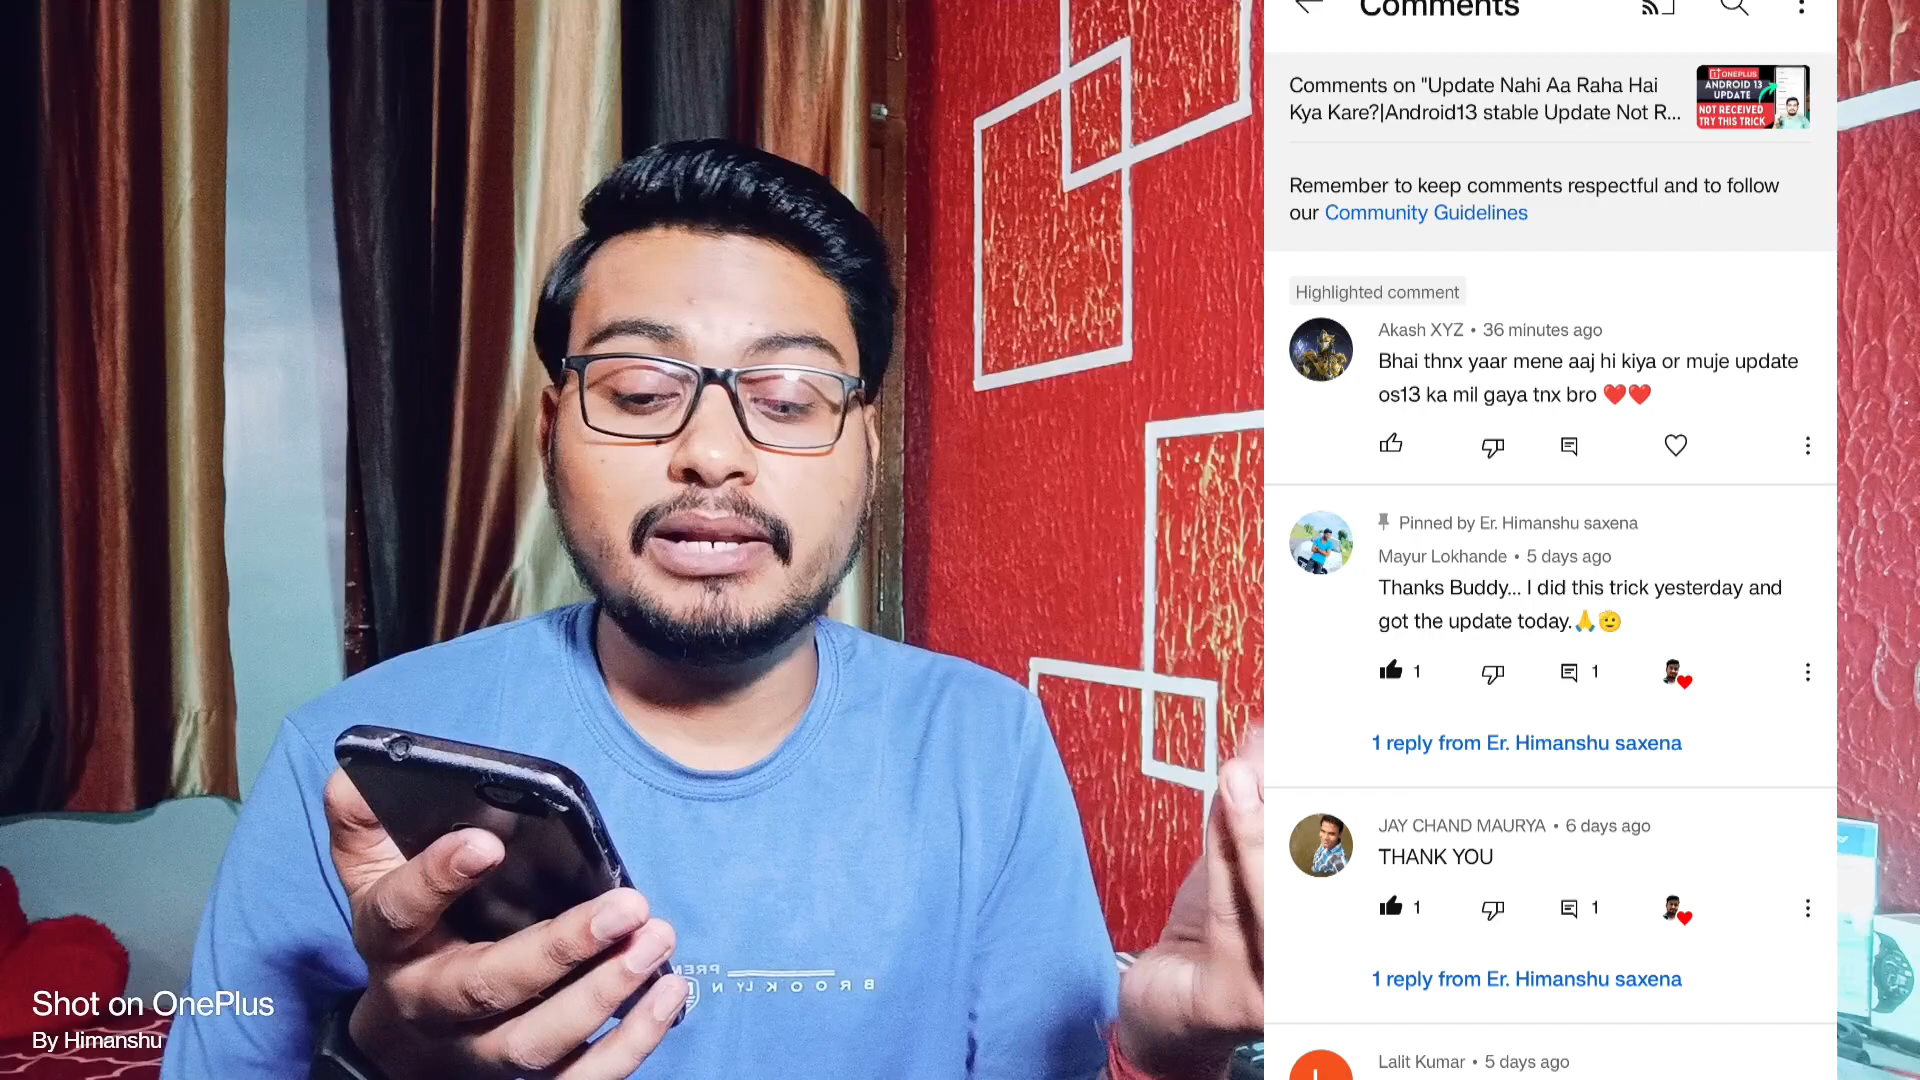 Comments
Comments on "Update Nahi Aa Raha Hai
Kya Kare?|Android13 stable Update Not R...
ONEPLUS
ANDROID 13
UPDATE
NOT RECEIVED
TRY THIS TRICK
Remember to keep comments respectful and to follow
our Community Guidelines
Highlighted comment
Akash XYZ • 36 minutes ago
Bhai thnx yaar mene aaj hi kiya or muje update
os13 ka mil gaya tnx bro ❤️❤️
Pinned by Er. Himanshu saxena
Mayur Lokhande • 5 days ago
Thanks Buddy... I did this trick yesterday and
got the update today.🙏🫡
1 1
1 reply from Er. Himanshu saxena
JAY CHAND MAURYA • 6 days ago
THANK YOU
1 1
1 reply from Er. Himanshu saxena
Lalit Kumar • 5 days ago
L
PREM
BROOKLYN
Shot on OnePlus
By Himanshu